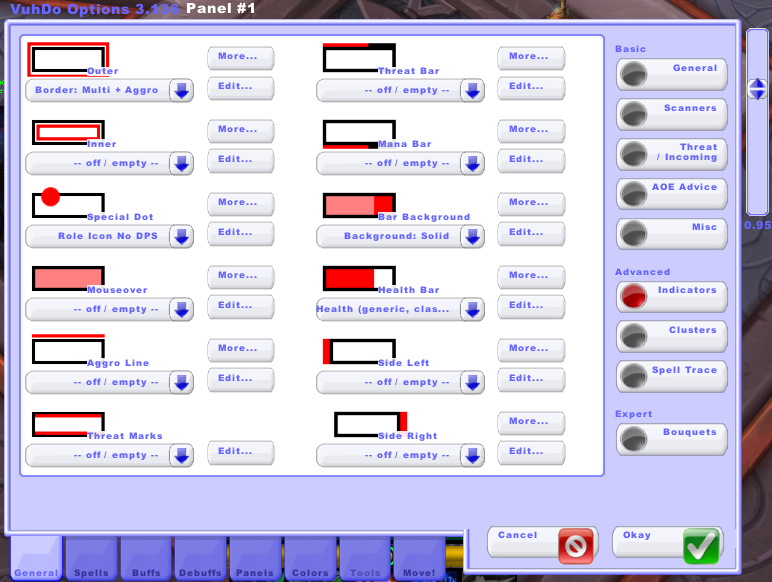 VuhDo Options 3.136 Panel #1
Outer
More...
Border: Multi + Aggro
Edit...
Threat Bar
More...
-- off / empty --
Edit...
Inner
More...
-- off / empty --
Edit...
Mana Bar
More...
-- off / empty --
Edit...
Special Dot
More...
Role Icon No DPS
Edit...
Bar Background
More...
Background: Solid
Edit...
Mouseover
More...
-- off / empty --
Edit...
Health Bar
More...
Health (generic, clas...
Edit...
Aggro Line
More...
-- off / empty --
Edit...
Side Left
More...
-- off / empty --
Edit...
Threat Marks
-- off / empty --
Edit...
Side Right
More...
-- off / empty --
Edit...
Basic
General
Scanners
Threat
/ Incoming
AOE Advice
Misc
Advanced
Indicators
Clusters
Spell Trace
Expert
Bouquets
0.95
Cancel
Okay
General
Spells
Buffs
Debuffs
Panels
Colors
Tools
Move!